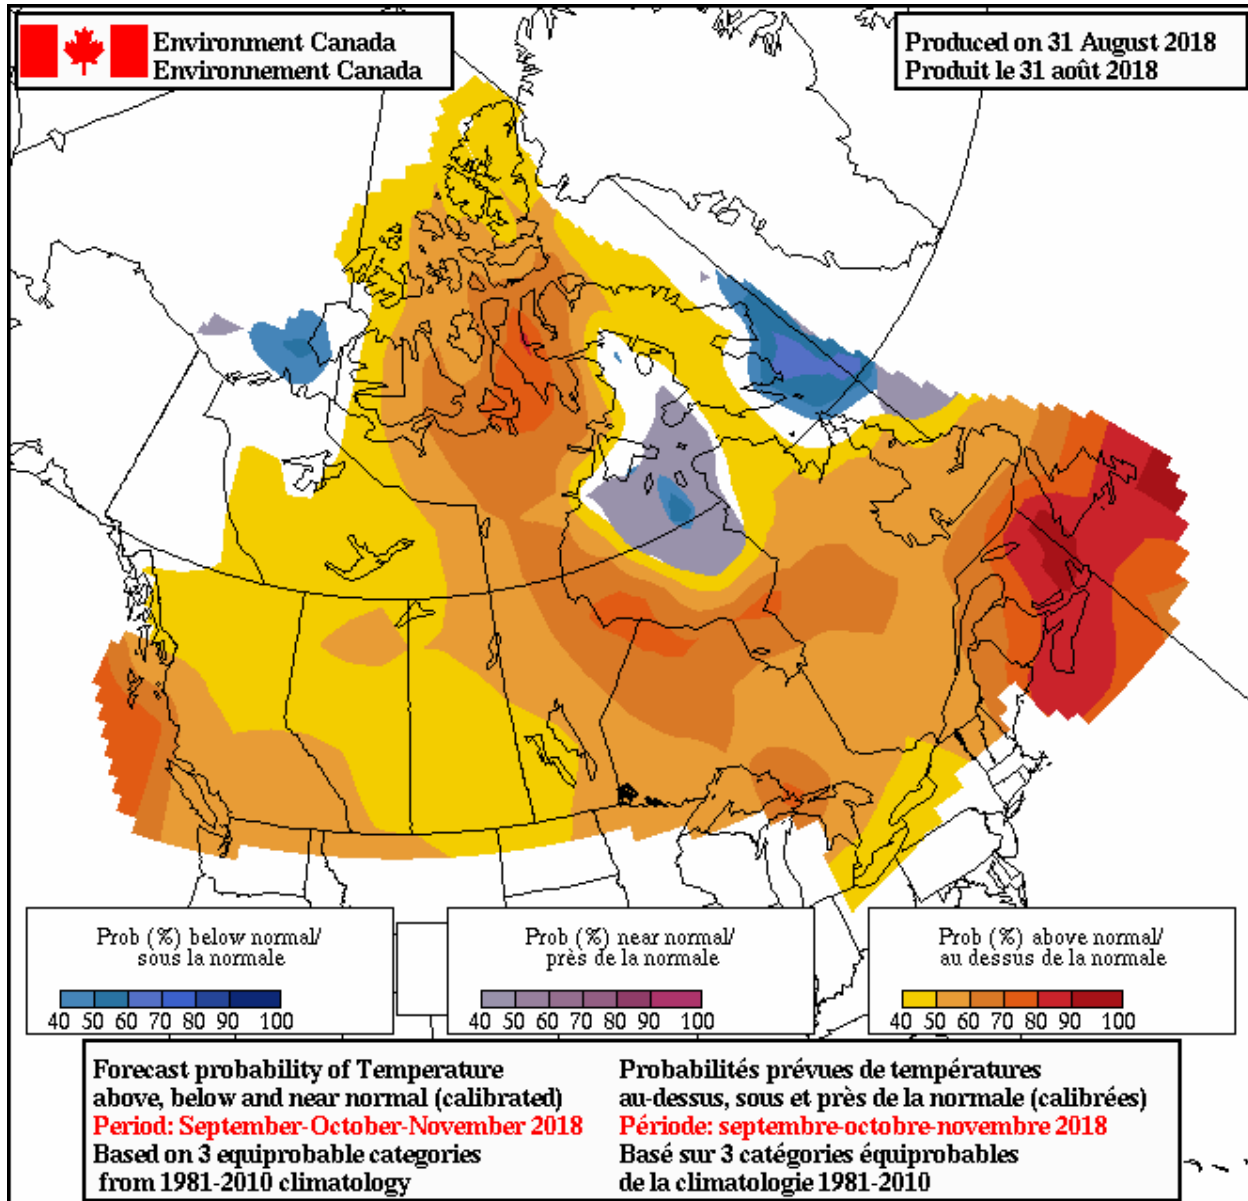 Environment Canada
Environnement Canada
Produced on 31 August 2018
Produit le 31 août 2018
Prob (%) below normal/
sous la normale
40 50 60 70 80 90 100
Prob (%) near normal/
près de la normale
40 50 60 70 80 90 100
Prob (%) above normal/
au dessus de la normale
40 50 60 70 80 90 100
Forecast probability of Temperature
above, below and near normal (calibrated)
Period: September-October-November 2018
Based on 3 equiprobable categories
from 1981-2010 climatology
Probabilités prévues de températures
au-dessus, sous et près de la normale (calibrées)
Période: septembre-octobre-novembre 2018
Basé sur 3 catégories équiprobables
de la climatologie 1981-2010